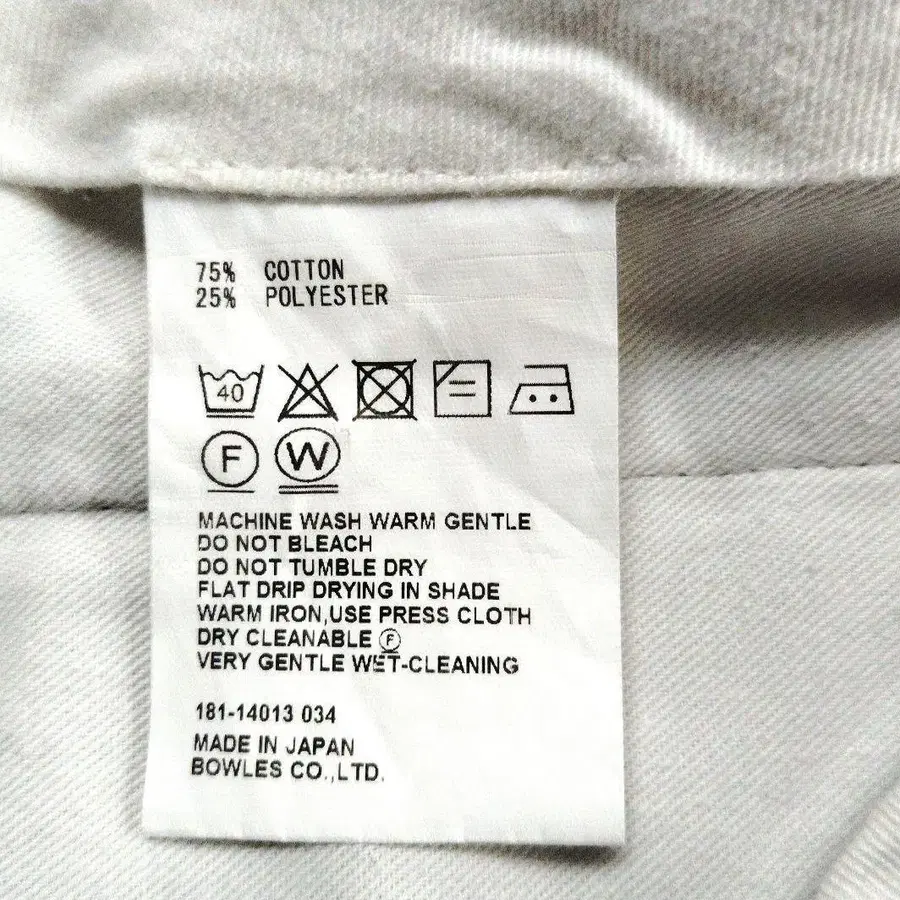 75% COTTON
25% POLYESTER
40
F W
MACHINE WASH WARM GENTLE
DO NOT BLEACH
DO NOT TUMBLE DRY
FLAT DRIP DRYING IN SHADE
WARM IRON,USE PRESS CLOTH
DRY CLEANABLE Ⓕ
VERY GENTLE WET-CLEANING
181-14013 034
MADE IN JAPAN
BOWLES CO.,LTD.